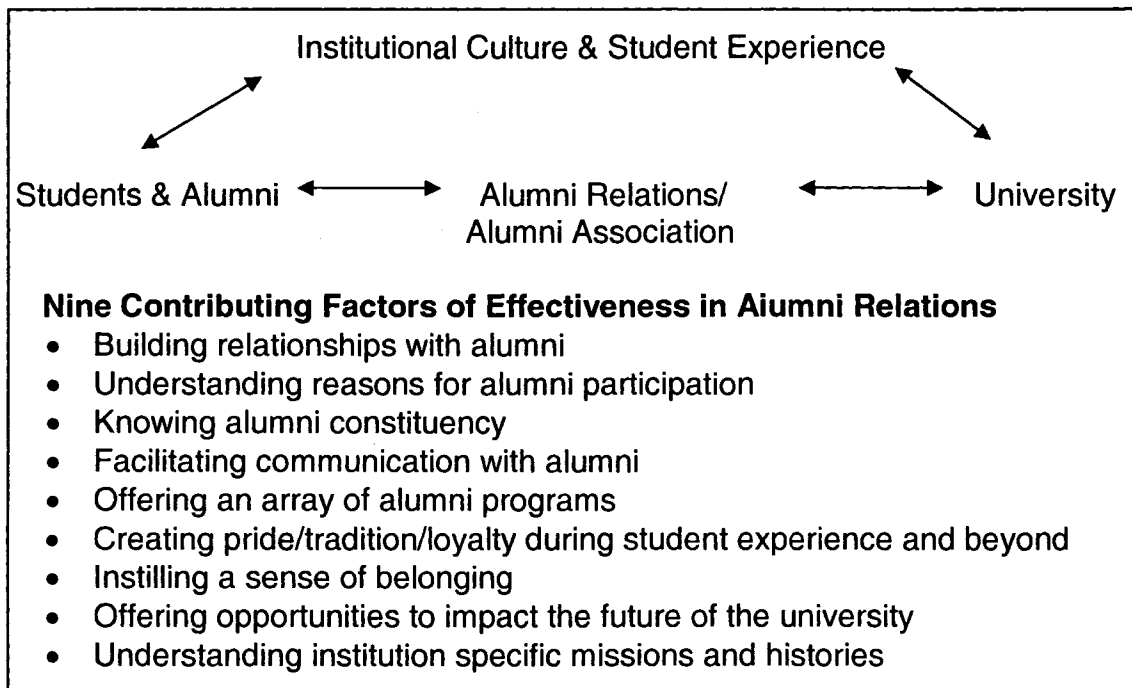 Institutional Culture & Student Experience
Students & Alumni
Alumni Relations/
Alumni Association
University
Nine Contributing Factors of Effectiveness in Aiumni Relations
• Building relationships with alumni
• Understanding reasons for alumni participation
• Knowing alumni constituency
• Facilitating communication with alumni
• Offering an array of alumni programs
• Creating pride/tradition/loyalty during student experience and beyond
• Instilling a sense of belonging
• Offering opportunities to impact the future of the university
• Understanding institution specific missions and histories